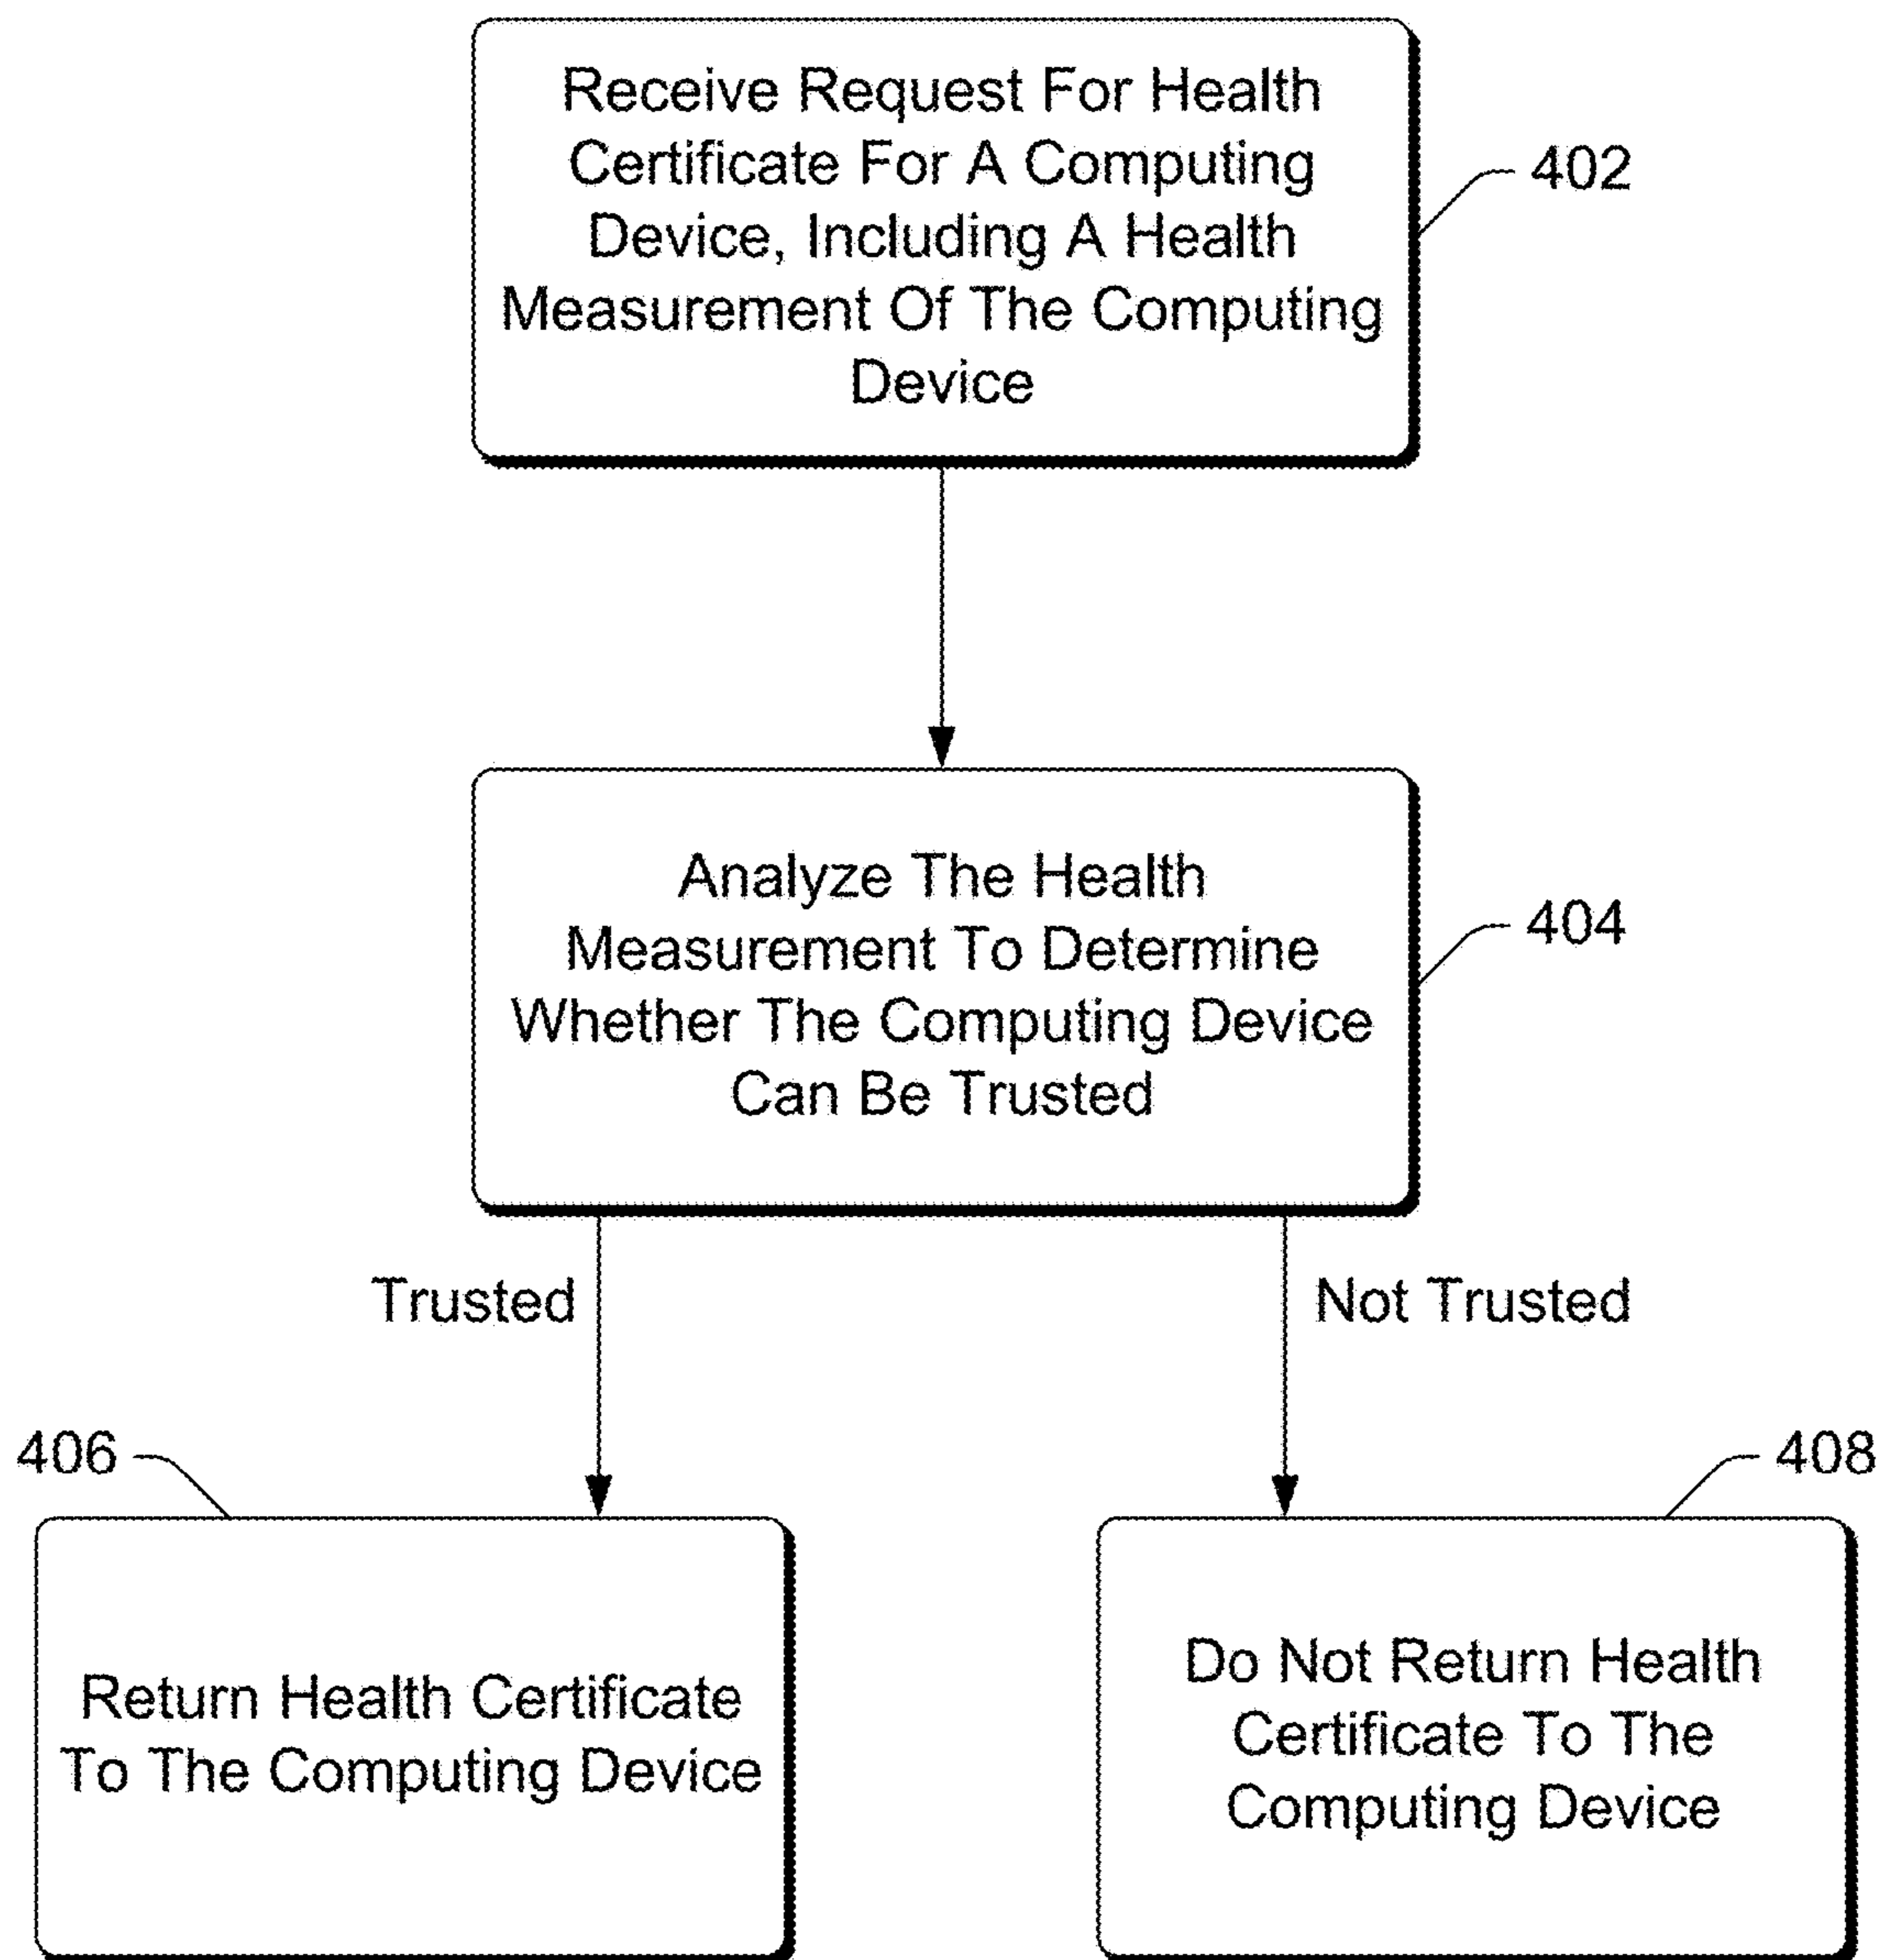 Receive Request For Health
Certificate For A Computing
Device, Including A Health
Measurement Of The Computing
Device
402
Analyze The Health
Measurement To Determine
Whether The Computing Device
Can Be Trusted
404
Trusted
Not Trusted
406
408
Return Health Certificate
To The Computing Device
Do Not Return Health
Certificate To The
Computing Device